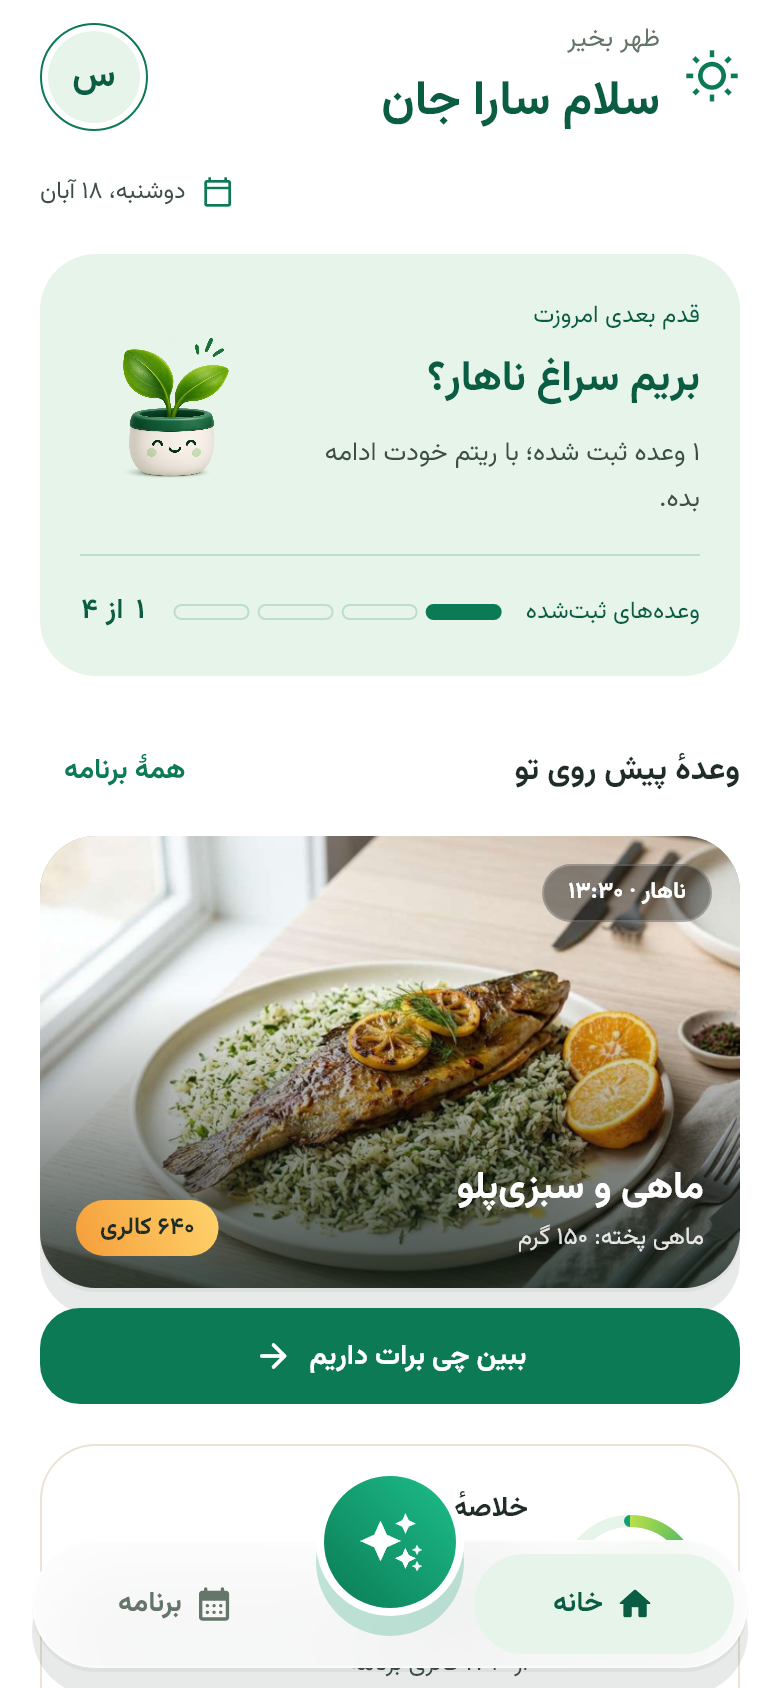 ظهر بخیر
سلام سارا جان
س
دوشنبه، ۱۸ آبان
قدم بعدی امروزت
بریم سراغ ناهار؟
۱ وعده ثبت شده؛ با ریتم خودت ادامه
بده.
وعده‌های ثبت‌شده
۱ از ۴
وعدهٔ پیش روی تو
همهٔ برنامه
ناهار · ۱۳:۳۰
ماهی و سبزی‌پلو
ماهی پخته: ۱۵۰ گرم
۶۴۰ کالری
ببین چی برات داریم
خلاصهٔ
خانه
برنامه